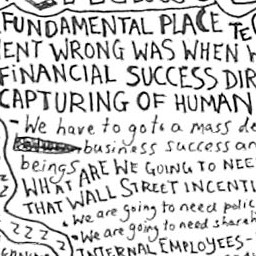 FUNDAMENTAL PLACE
ENT WRONG WAS WHEN
FINANCIAL SUCCESS DIR
CAPTURING OF HUMAN
- We have to go to a mass de
business success an
beings
ARE WE GOING TO NEE
WHAT
WALL STREET INCENTI
THAT
• We are going to need polic
- We are going to need shareh
INTERNAL EMPLOYEES -
z z z z